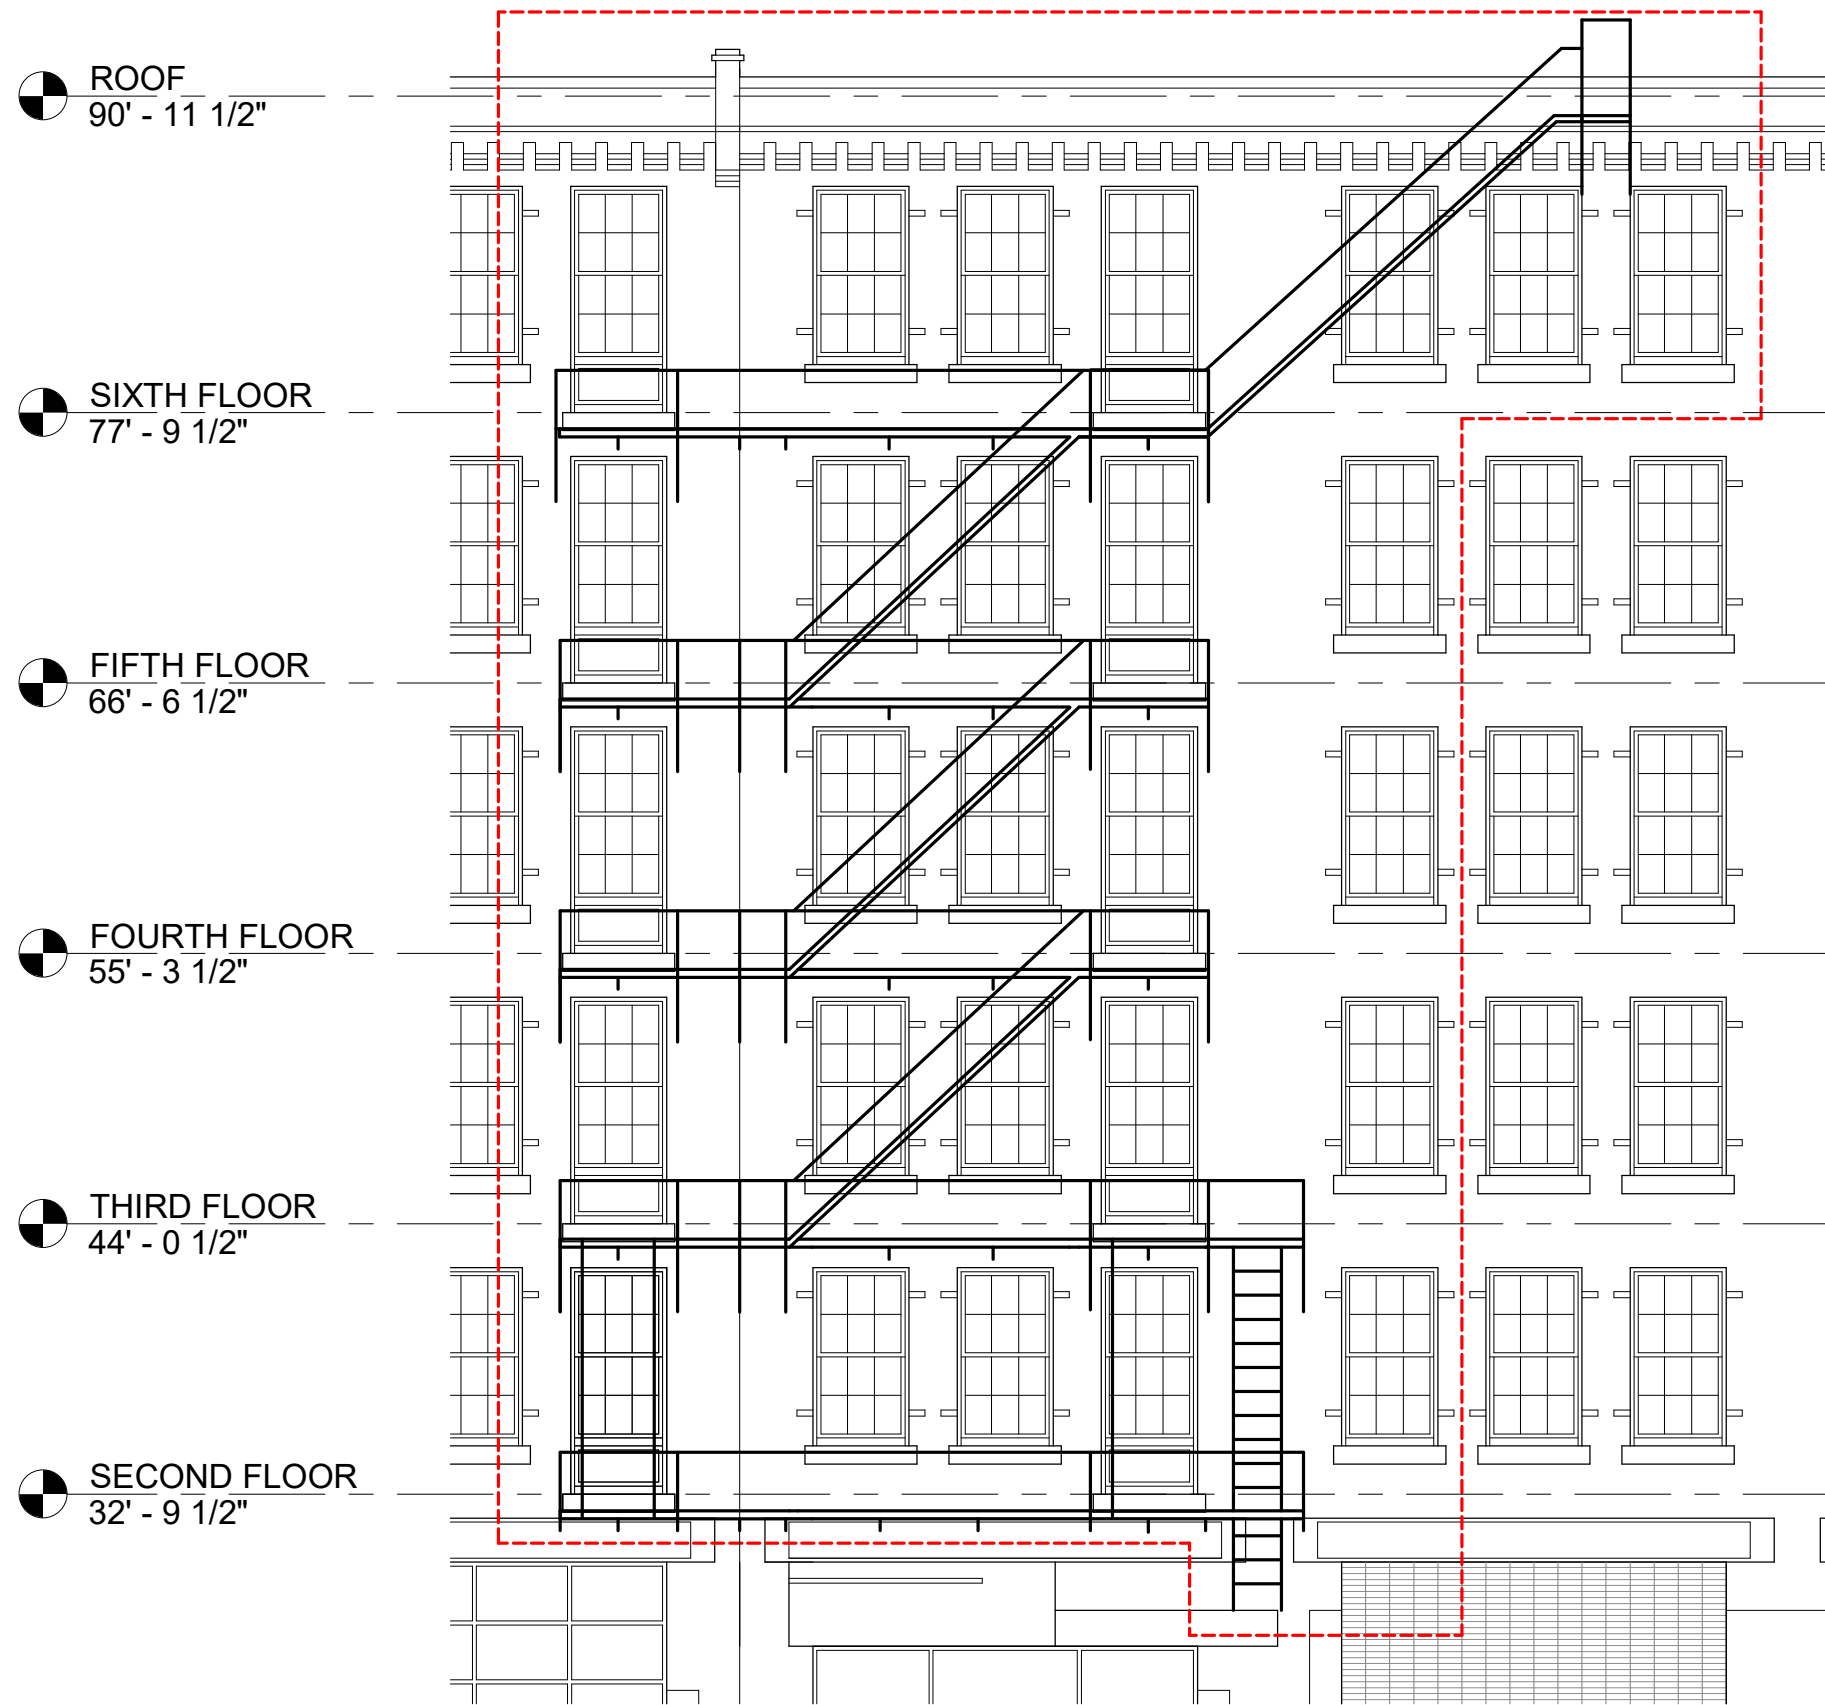 ROOF
90' - 11 1/2"
SIXTH FLOOR
77' - 9 1/2"
FIFTH FLOOR
66' - 6 1/2"
FOURTH FLOOR
55' - 3 1/2"
THIRD FLOOR
44' - 0 1/2"
SECOND FLOOR
32' - 9 1/2"